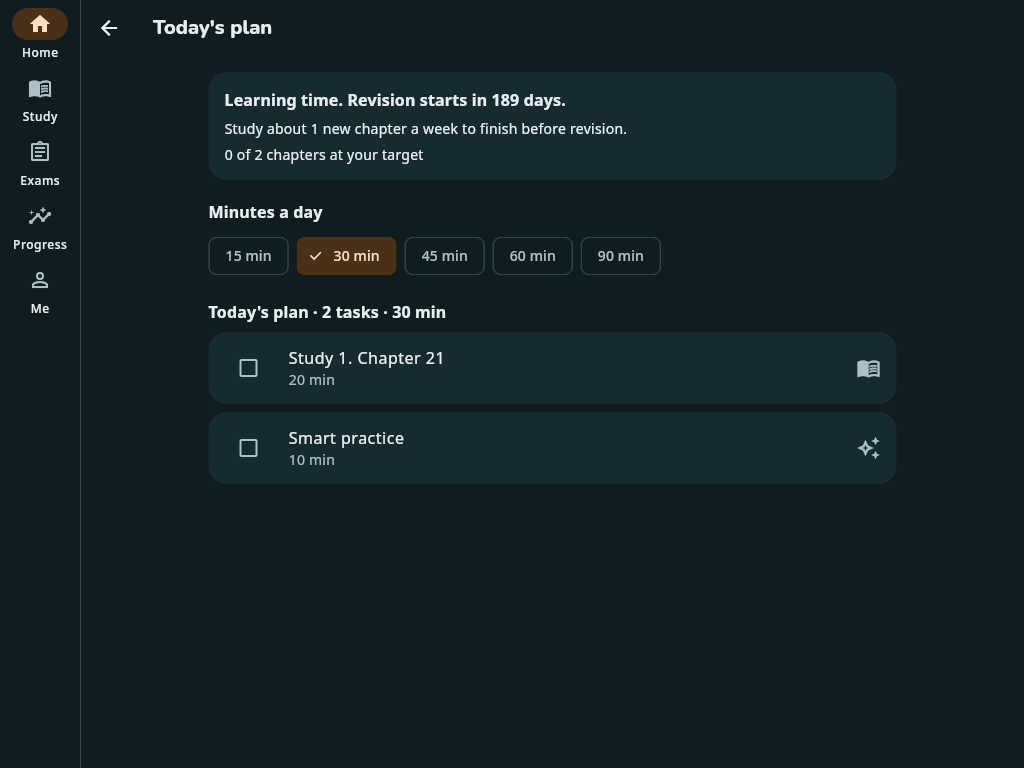 Today's plan
Home
Study
Exams
Progress
Me
Learning time. Revision starts in 189 days.
Study about 1 new chapter a week to finish before revision.
0 of 2 chapters at your target
Minutes a day
15 min
30 min
45 min
60 min
90 min
Today's plan · 2 tasks · 30 min
Study 1. Chapter 21
20 min
Smart practice
10 min